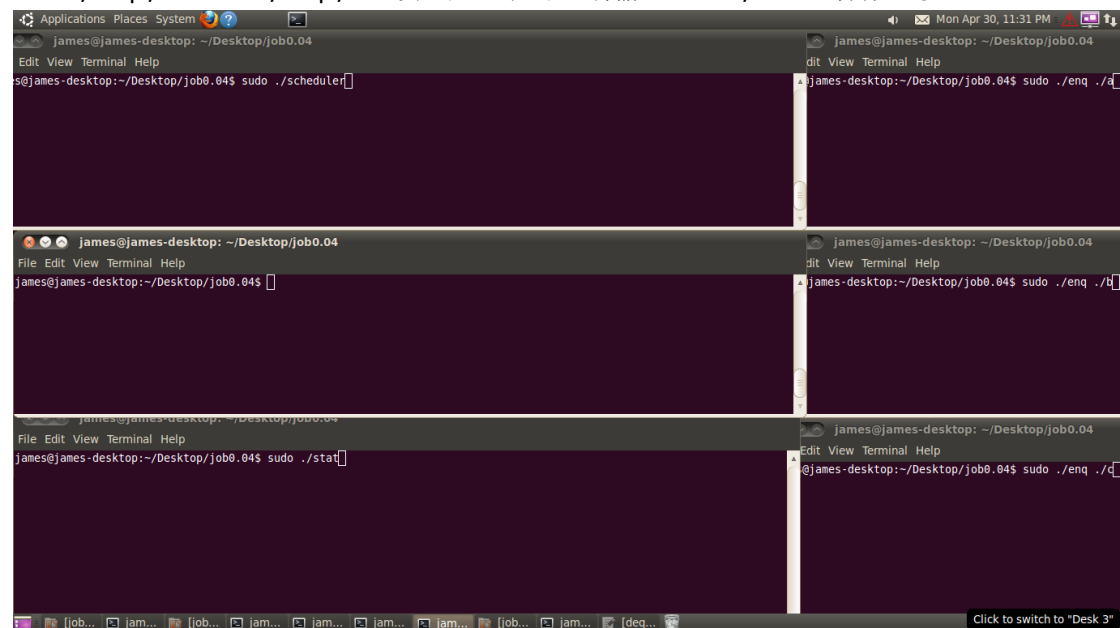 Applications Places System
Mon Apr 30, 11:31 PM
james@james-desktop: ~/Desktop/job0.04
Edit View Terminal Help
s@james-desktop:~/Desktop/job0.04$ sudo ./scheduler
james@james-desktop: ~/Desktop/job0.04
dit View Terminal Help
james-desktop:~/Desktop/job0.04$ sudo ./enq ./a
james@james-desktop: ~/Desktop/job0.04
File Edit View Terminal Help
james@james-desktop:~/Desktop/job0.04$
james@james-desktop: ~/Desktop/job0.04
dit View Terminal Help
james-desktop:~/Desktop/job0.04$ sudo ./enq ./b
james@james-desktop: ~/Desktop/job0.04
File Edit View Terminal Help
james@james-desktop:~/Desktop/job0.04$ sudo ./stat
james@james-desktop: ~/Desktop/job0.04
Edit View Terminal Help
@james-desktop:~/Desktop/job0.04$ sudo ./enq ./c
[job... jam... [job... jam... jam... jam... jam... [job... jam... [deq...
Click to switch to "Desk 3"